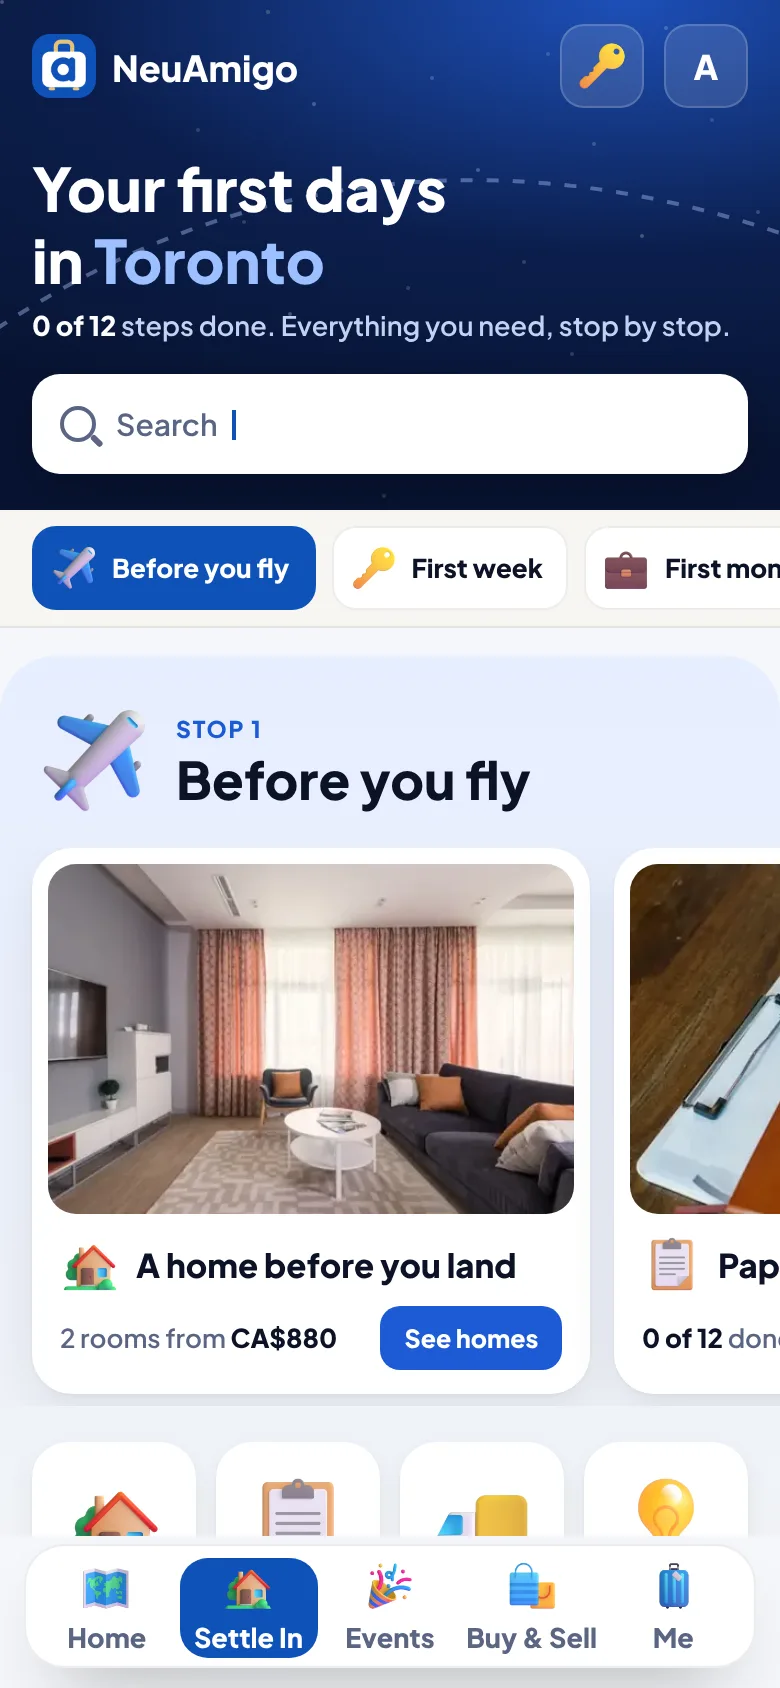 NeuAmigo
A
Your first days
in Toronto
0 of 12 steps done. Everything you need, stop by stop.
Search
Before you fly
First week
First mon
STOP 1
Before you fly
A home before you land
2 rooms from CA$880
See homes
Pap
0 of 12 done
Home
Settle In
Events
Buy & Sell
Me